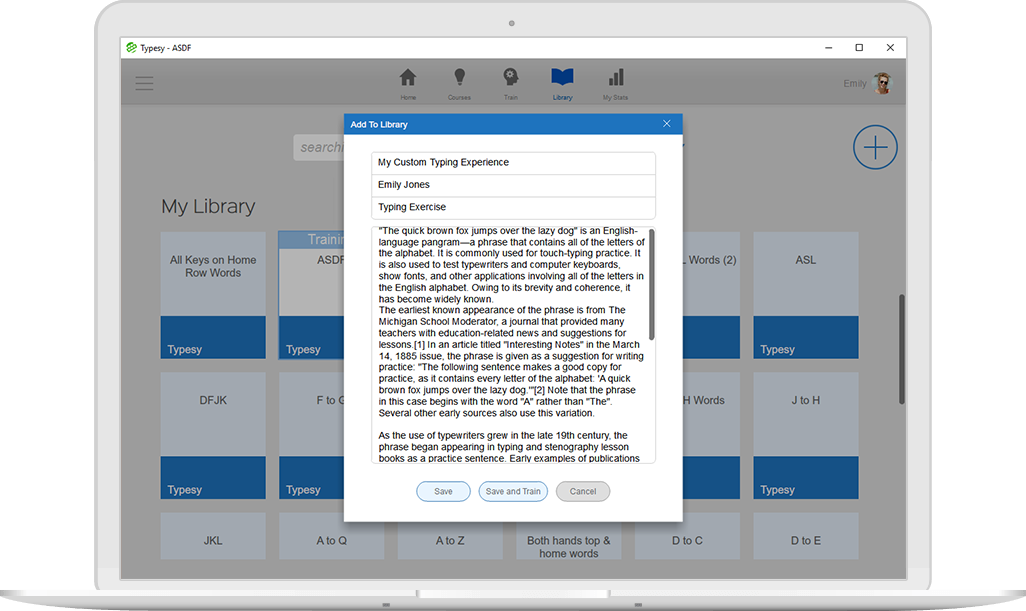 Typesy - ASDF
Home
Courses
Train
Library
My Stats
Emily
Add To Library
searchi
My Custom Typing Experience
Emily Jones
Typing Exercise
"The quick brown fox jumps over the lazy dog" is an English-
language pangram—a phrase that contains all of the letters of
the alphabet. It is commonly used for touch-typing practice. It
is also used to test typewriters and computer keyboards,
show fonts, and other applications involving all of the letters in
the English alphabet. Owing to its brevity and coherence, it
has become widely known.
The earliest known appearance of the phrase is from The
Michigan School Moderator, a journal that provided many
teachers with education-related news and suggestions for
lessons.[1] In an article titled "Interesting Notes" in the March
14, 1885 issue, the phrase is given as a suggestion for writing
practice: "The following sentence makes a good copy for
practice, as it contains every letter of the alphabet: 'A quick
brown fox jumps over the lazy dog.'"[2] Note that the phrase
in this case begins with the word "A" rather than "The".
Several other early sources also use this variation.
As the use of typewriters grew in the late 19th century, the
phrase began appearing in typing and stenography lesson
books as a practice sentence. Early examples of publications
Save
Save and Train
Cancel
My Library
All Keys on Home
Row Words
Typesy
Trainin
ASDF
Typesy
L Words (2)
ASL
Typesy
DFJK
Typesy
F to G
Typesy
H Words
J to H
Typesy
JKL
A to Q
A to Z
Both hands top &
home words
D to C
D to E